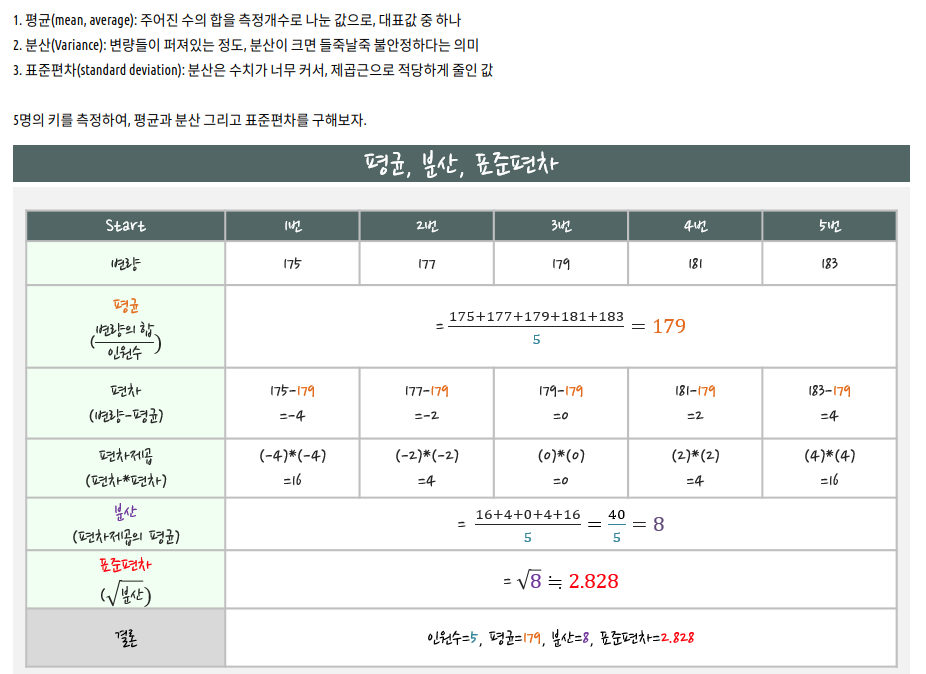 1. 평균(mean, average): 주어진 수의 합을 측정개수로 나눈 값으로, 대표값 중 하나
2. 분산(Variance): 변량들이 퍼져있는 정도, 분산이 크면 들죽날죽 불안정하다는 의미
3. 표준편차(standard deviation): 분산은 수치가 너무 커서, 제곱근으로 적당하게 줄인 값
5명의 키를 측정하여, 평균과 분산 그리고 표준편차를 구해보자.
평균, 분산, 표준편차
Start 1번 2번 3번 4번 5번
변량 175 177 179 181 183
평균
(변량의 합
인원수)
175+177+179+181+183
= = 179
5
편차 175-179 177-179 179-179 181-179 183-179
(변량-평균) =-4 =-2 =0 =2 =4
편차제곱 (-4)*(-4) (-2)*(-2) (0)*(0) (2)*(2) (4)*(4)
(편차*편차) =16 =4 =0 =4 =16
분산
(편차제곱의 평균)
16+4+0+4+16 40
= = = 8
5 5
표준편차
(√분산)
= √8 ≒ 2.828
결론 인원수=5, 평균=179, 분산=8, 표준편차=2.828